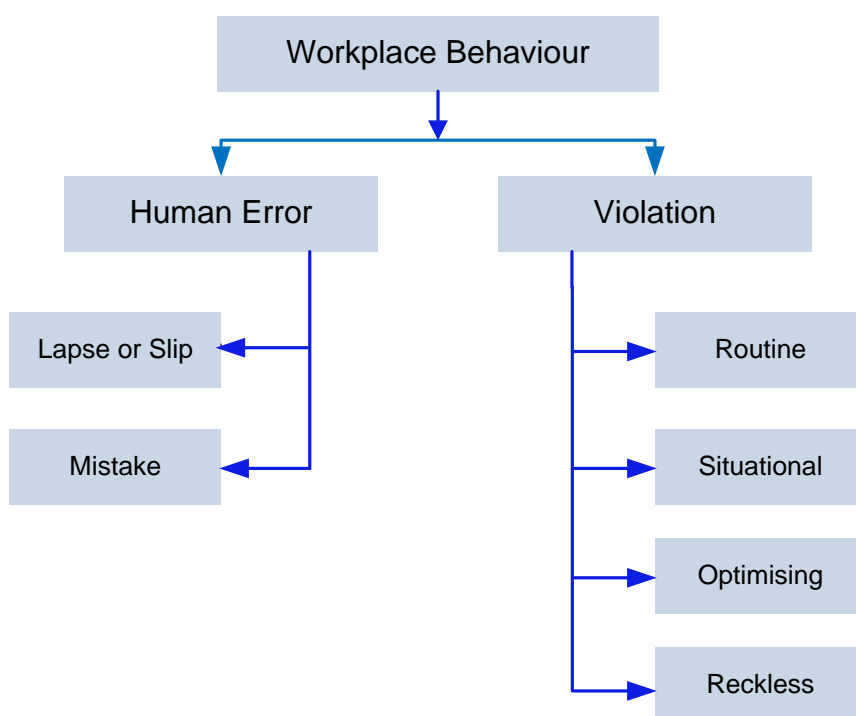 Workplace Behaviour
Human Error
Violation
Lapse or Slip
Routine
Mistake
Situational
Optimising
Reckless